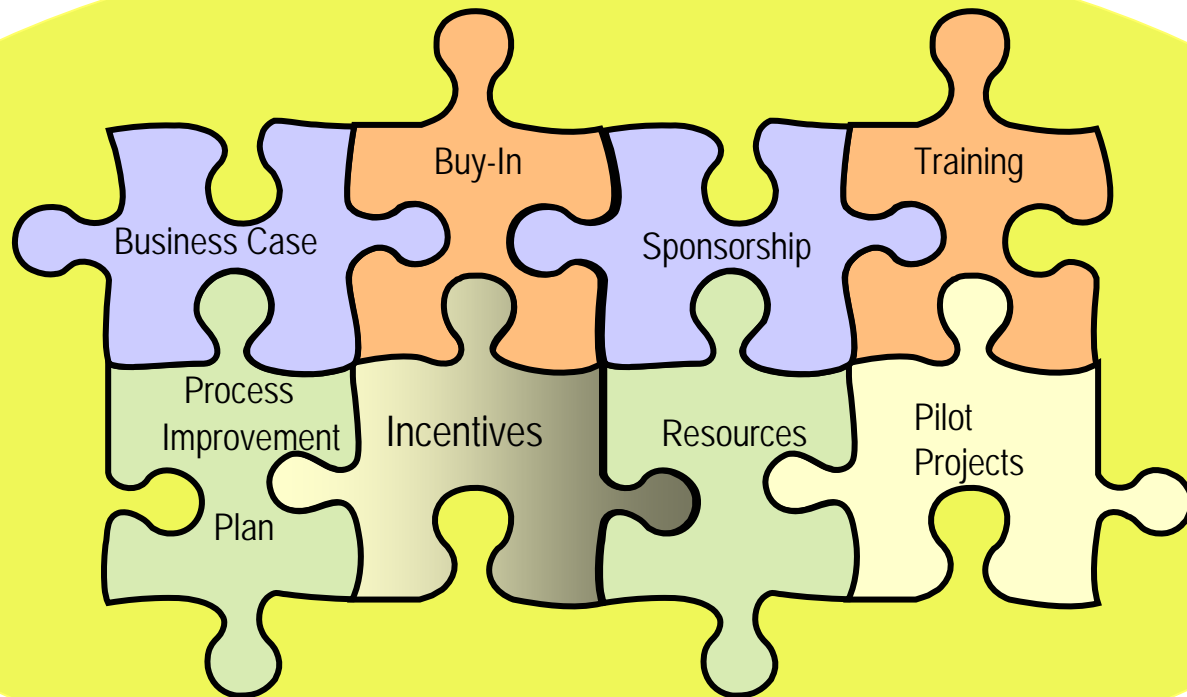 Buy-In
Training
Business Case
Sponsorship
Process
Improvement
Plan
Incentives
Resources
Pilot
Projects